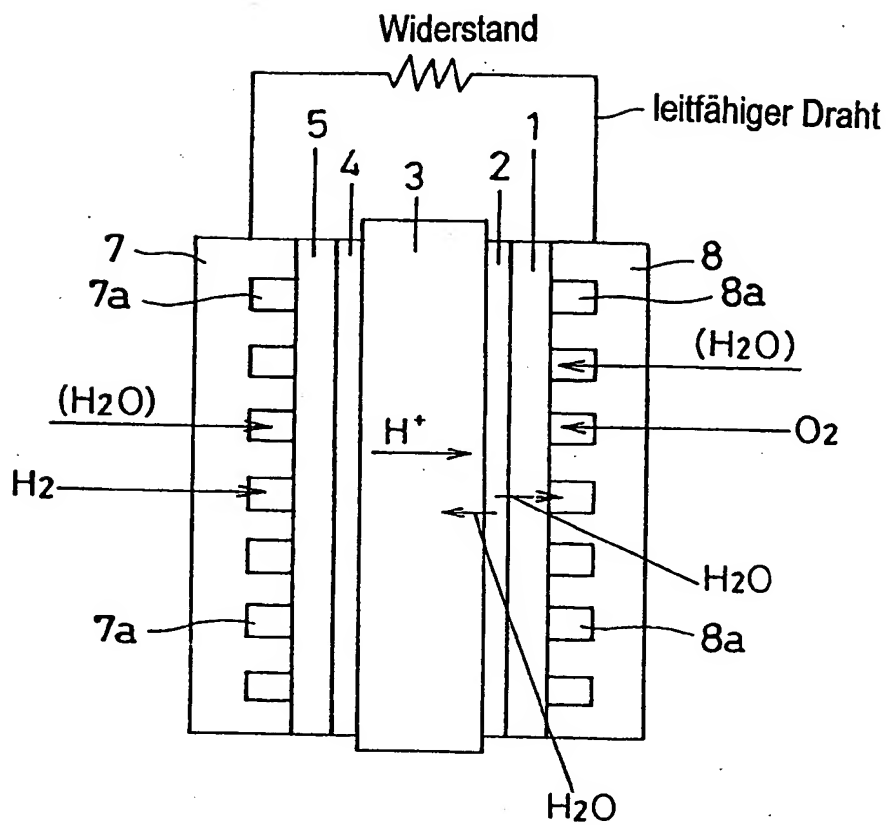 Widerstand
leitfähiger Draht
5
1
4
2
3
7
8
7a
8a
(H2O)
(H2O)
H+
O2
H2
H2O
7a
8a
H2O